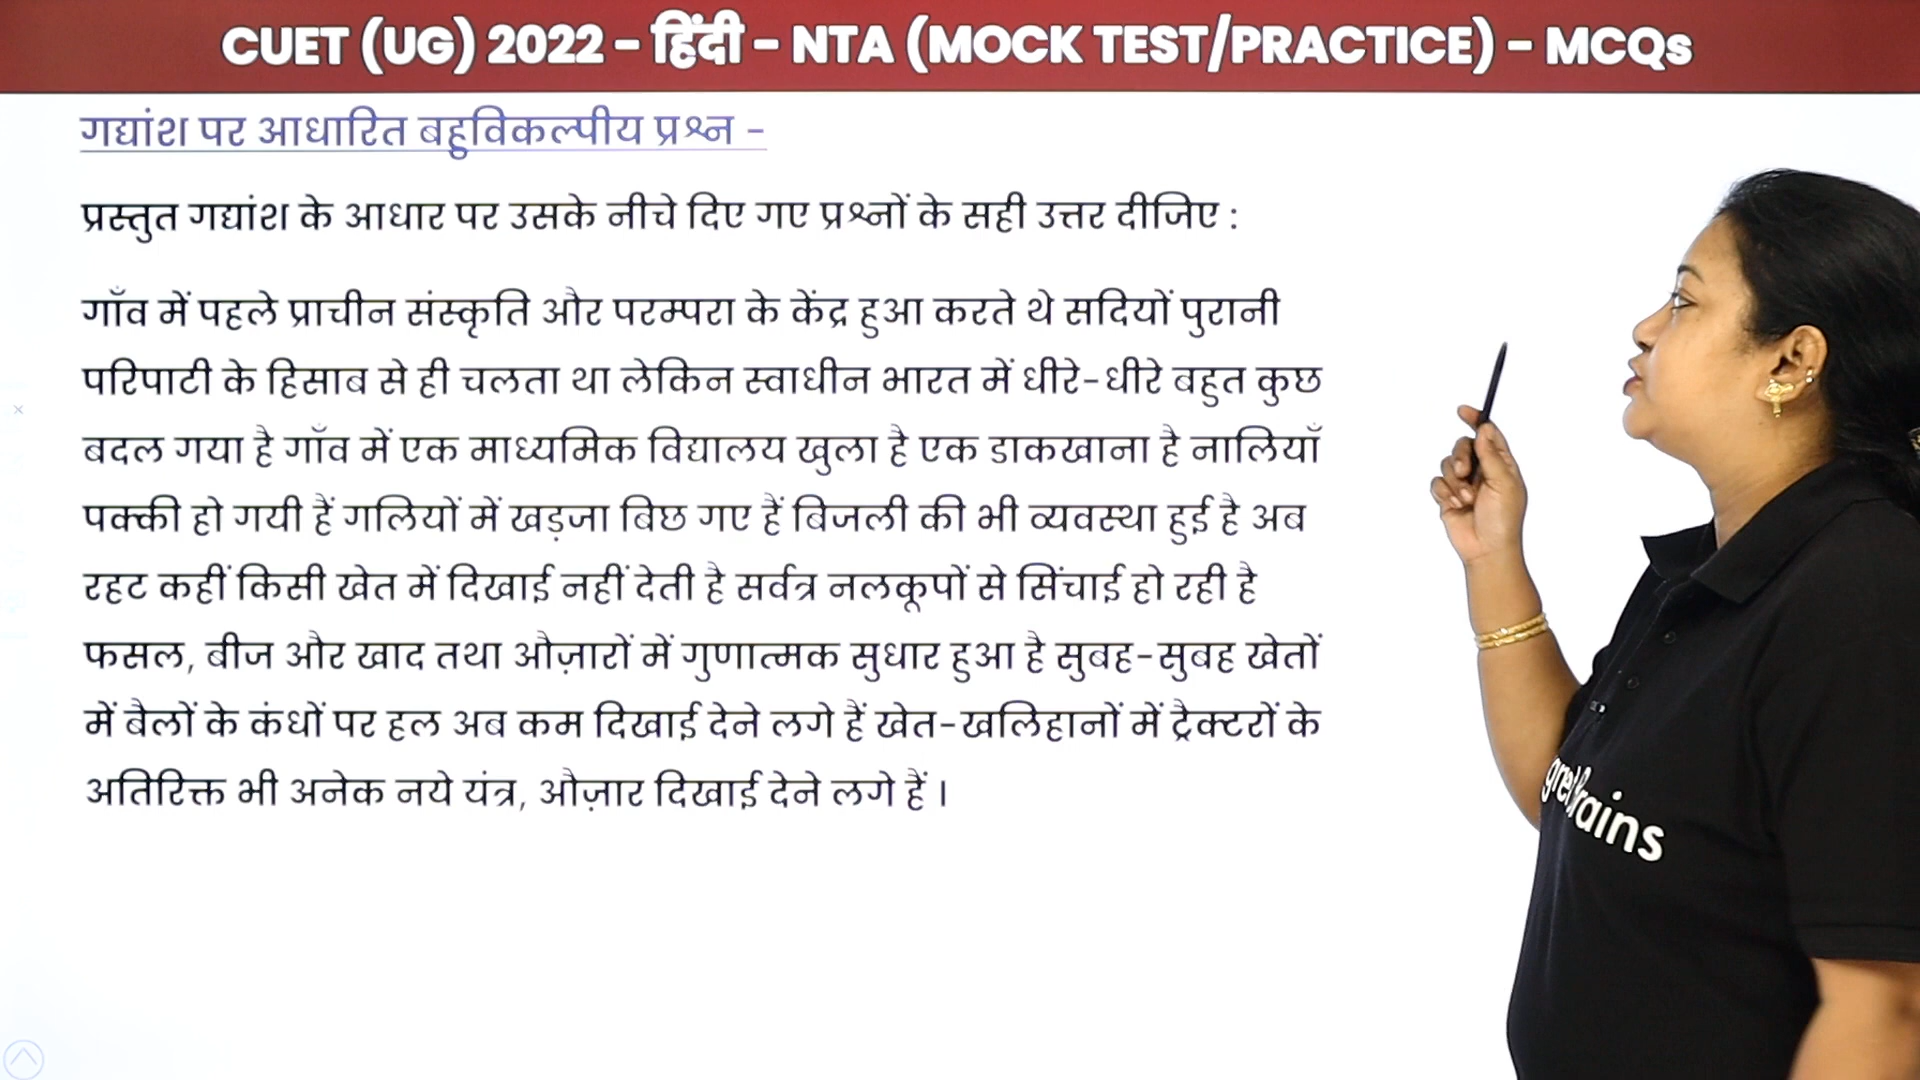 CUET (UG) 2022 - हिंदी - NTA (MOCK TEST/PRACTICE) - MCQs
गद्यांश पर आधारित बहुविकल्पीय प्रश्न -
प्रस्तुत गद्यांश के आधार पर उसके नीचे दिए गए प्रश्नों के सही उत्तर दीजिए :
गाँव में पहले प्राचीन संस्कृति और परम्परा के केंद्र हुआ करते थे सदियों पुरानी
परिपाटी के हिसाब से ही चलता था लेकिन स्वाधीन भारत में धीरे-धीरे बहुत कुछ
बदल गया है गाँव में एक माध्यमिक विद्यालय खुला है एक डाकखाना है नालियाँ
पक्की हो गयी हैं गलियों में खड़जा बिछ गए हैं बिजली की भी व्यवस्था हुई है अब
रहट कहीं किसी खेत में दिखाई नहीं देती है सर्वत्र नलकूपों से सिंचाई हो रही है
फसल, बीज और खाद तथा औज़ारों में गुणात्मक सुधार हुआ है सुबह-सुबह खेतों
में बैलों के कंधों पर हल अब कम दिखाई देने लगे हैं खेत-खलिहानों में ट्रैक्टरों के
अतिरिक्त भी अनेक नये यंत्र, औज़ार दिखाई देने लगे हैं ।